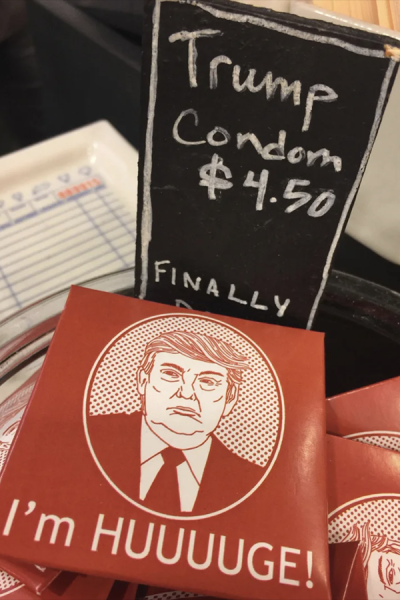 Trump
Condom
$4.50
FINALLY
I'm HUUUUGE!